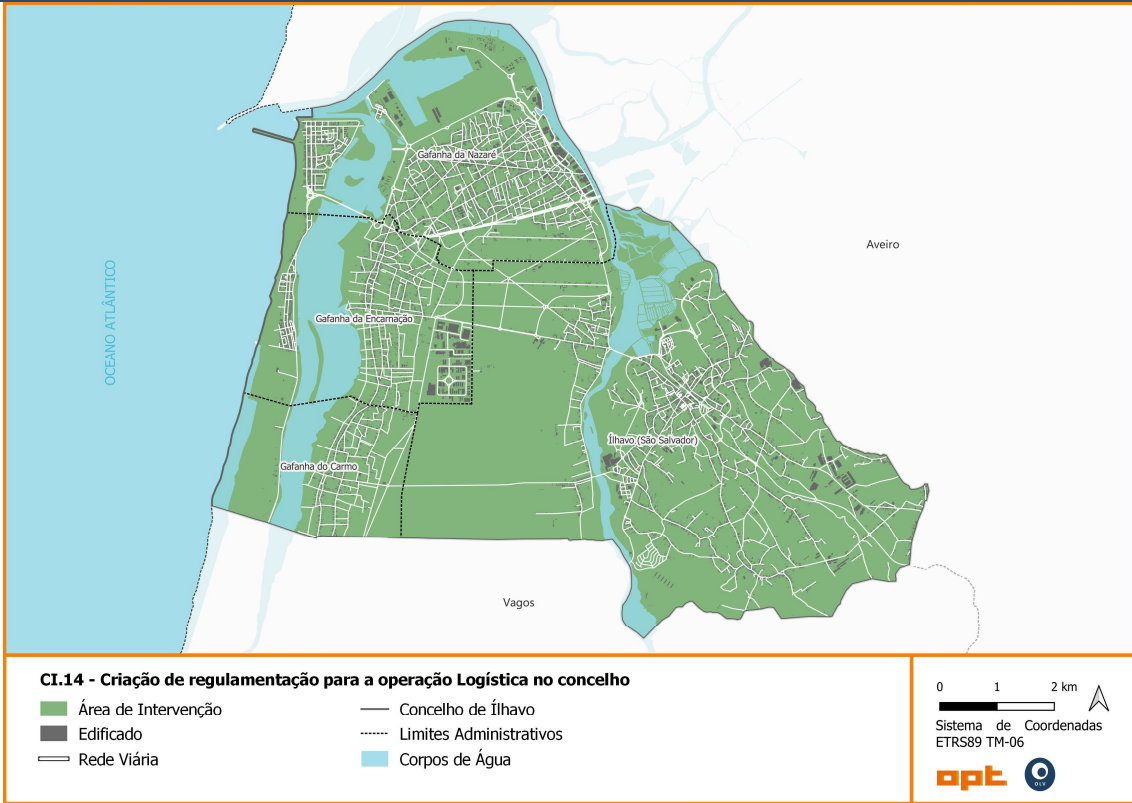 Gafanha da Nazaré
Aveiro
OCEANO ATLÂNTICO
Gafanha da Encarnação
Ílhavo (São Salvador)
Gafanha do Carmo
Vagos
CI.14 - Criação de regulamentação para a operação Logística no concelho
Área de Intervenção
Edificado
Rede Viária
Concelho de Ílhavo
Limites Administrativos
Corpos de Água
0 1 2 km
Sistema de Coordenadas
ETRS89 TM-06
opt
OLV